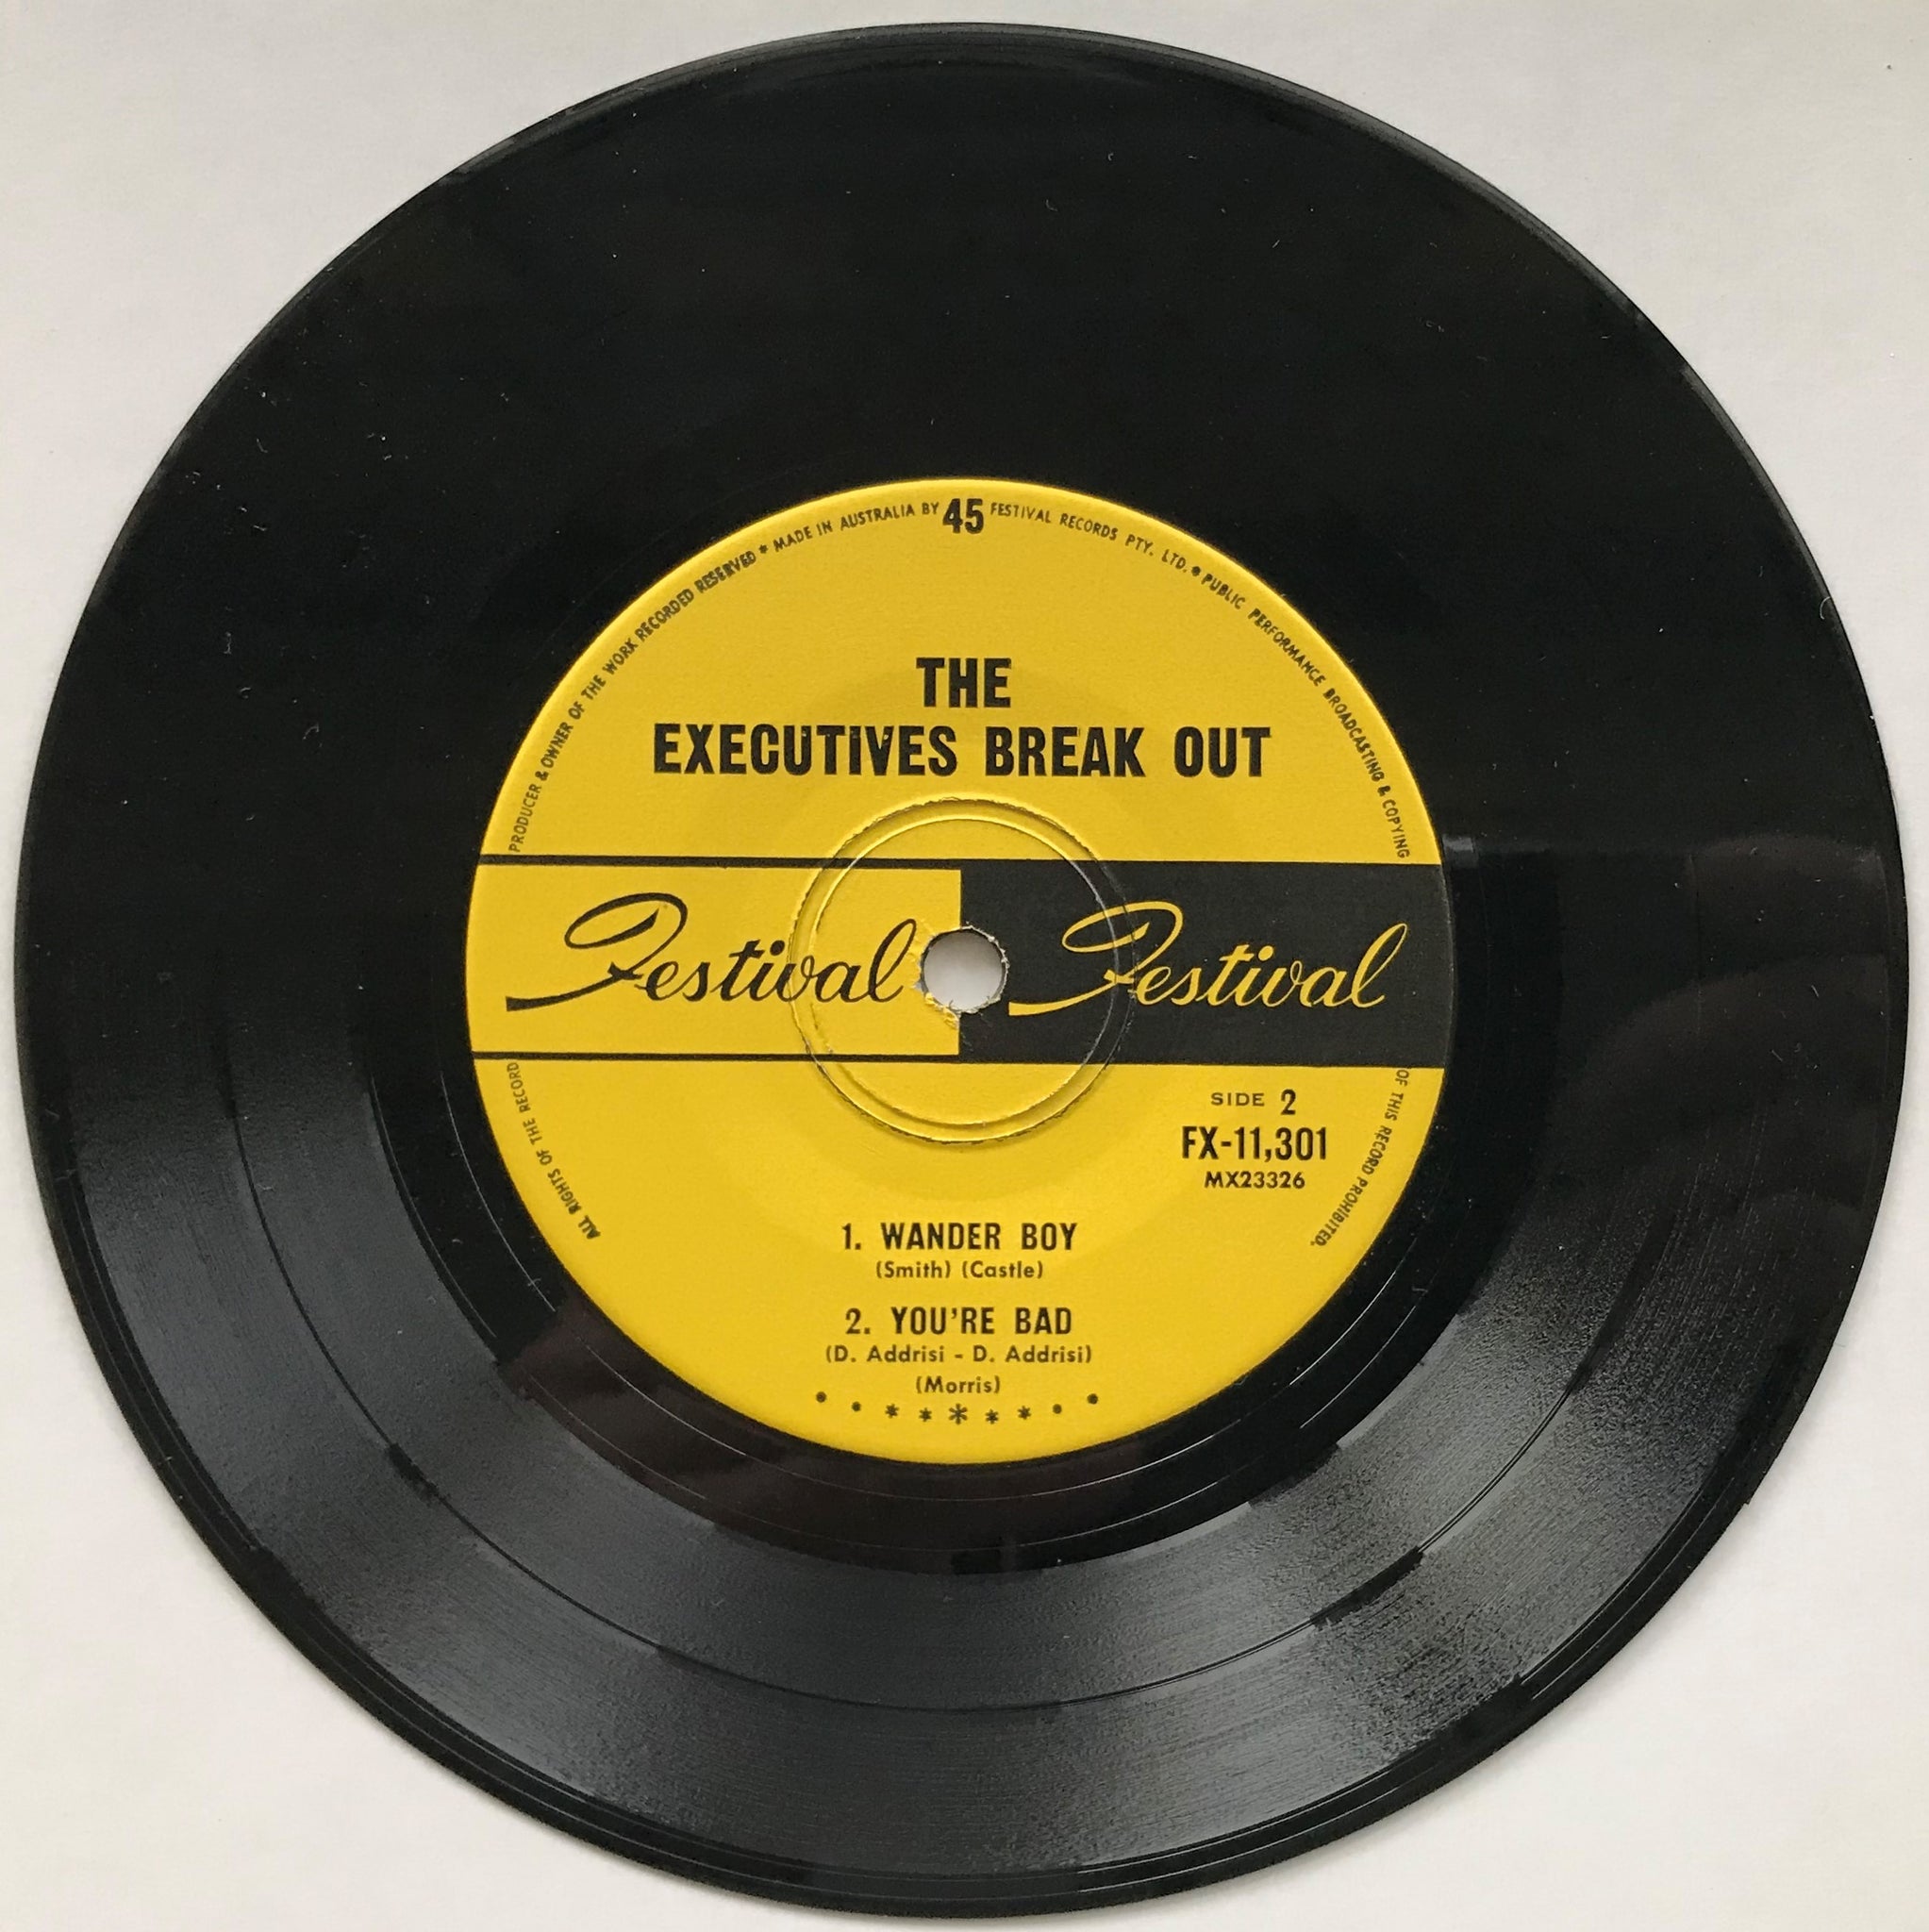 PRODUCER & OWNER OF THE WORK RECORDED RESERVED * MADE IN AUSTRALIA BY 45 FESTIVAL RECORDS PTY. LTD. • PUBLIC PERFORMANCE BROADCASTING & COPYING
THE
EXECUTIVES BREAK OUT
Festival Festival
ALL RIGHTS OF THE RECORD
OF THIS RECORD PROHIBITED.
SIDE 2
FX-11,301
MX23326
1. WANDER BOY
(Smith) (Castle)
2. YOU'RE BAD
(D. Addrisi - D. Addrisi)
(Morris)